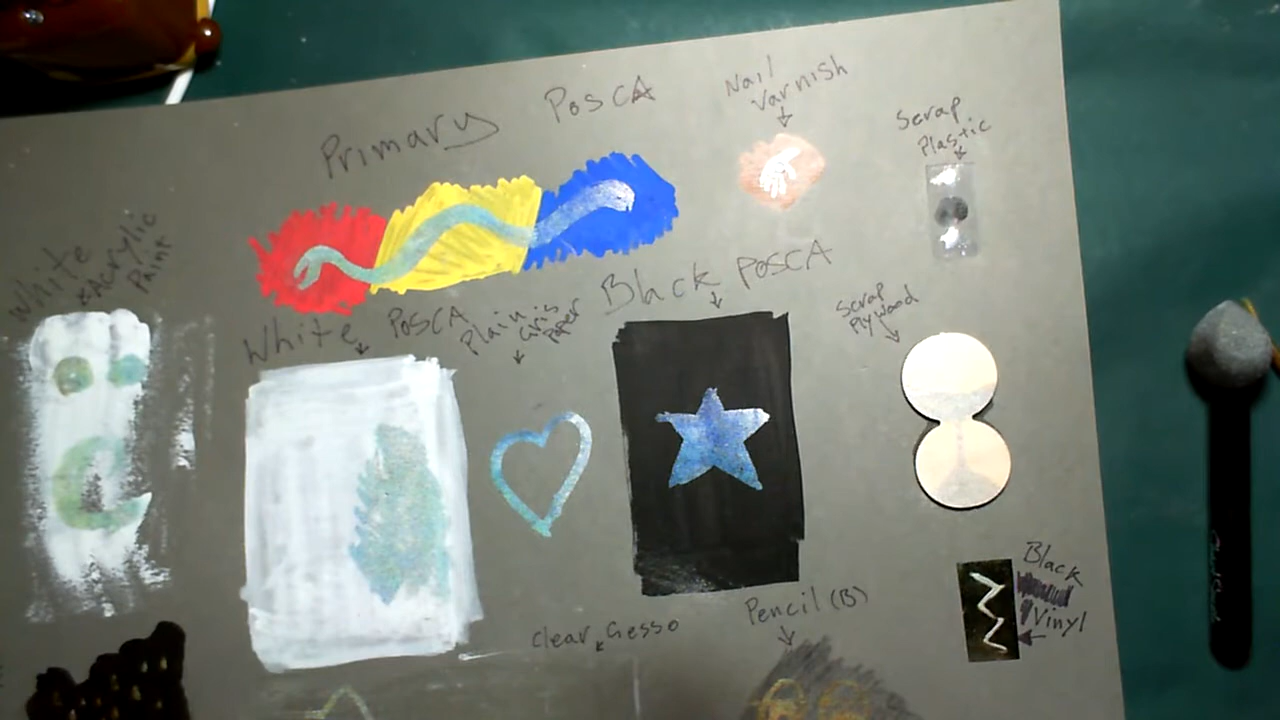 Primary POSCA
Nail
Varnish
Scrap
Plastic
White
Acrylic
Paint
White POSCA
Plain
Gris
Paper
Black POSCA
Scrap
Plywood
Black
Vinyl
Clear Gesso
Pencil (B)